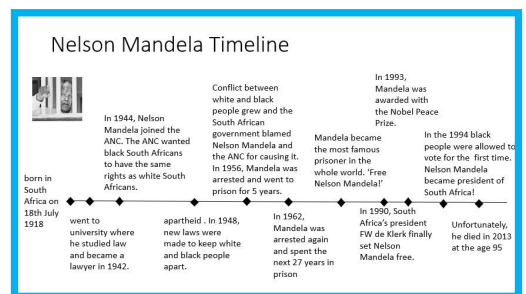 Nelson Mandela Timeline
born in
South
Africa on
18th July
1918
went to
university where
he studied law
and became a
lawyer in 1942.
In 1944, Nelson
Mandela joined the
ANC. The ANC wanted
black South Africans
to have the same
rights as white South
Africans.
apartheid . In 1948,
new laws were
made to keep white
and black people
apart.
Conflict between
white and black
people grew and the
South African
government blamed
Nelson Mandela and
the ANC for causing it.
In 1956, Mandela was
arrested and went to
prison for 5 years.
In 1962,
Mandela was
arrested again
and spent the
next 27 years in
prison
Mandela became
the most famous
prisoner in the
whole world. 'Free
Nelson Mandela!'
In 1990, South
Africa's president
FW de Klerk finally
set Nelson
Mandela free.
In 1993,
Mandela was
awarded with
the Nobel Peace
Prize.
In the 1994 black
people were allowed to
vote for the  first time.
Nelson Mandela
became president of
South Africa!
Unfortunately,
he died in 2013
at the age 95